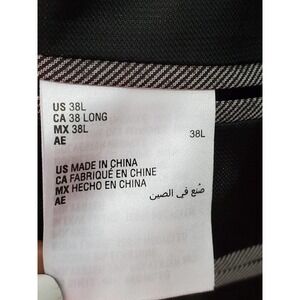 US 38L
CA 38 LONG
MX 38L
AE 38L
US MADE IN CHINA
CA FABRIQUÉ EN CHINE
MX HECHO EN CHINA
AE صُنع في الصين